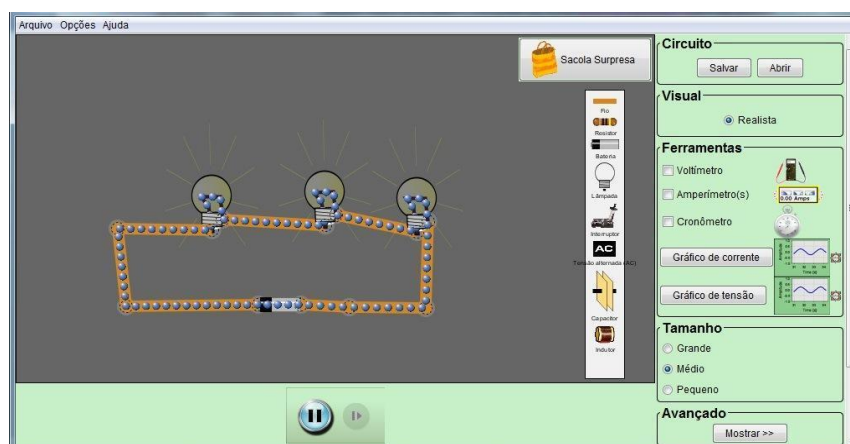 Arquivo Opções Ajuda
Sacola Surpresa
Fio
Resistor
Bateria
Lâmpada
Interruptor
AC
Tensão alternada (AC)
Capacitor
Indutor
Circuito
Salvar Abrir
Visual
Realista
Ferramentas
Voltímetro
Amperímetro(s)
0.00 Amps
Cronômetro
Gráfico de corrente
Gráfico de tensão
Tamanho
Grande
Médio
Pequeno
Avançado
Mostrar >>